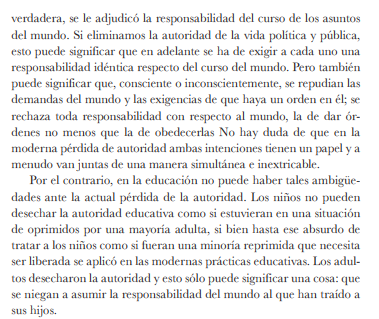 verdadera, se le adjudicó la responsabilidad del curso de los asuntos
del mundo. Si eliminamos la autoridad de la vida política y pública,
esto puede significar que en adelante se ha de exigir a cada uno una
responsabilidad idéntica respecto del curso del mundo. Pero también
puede significar que, consciente o inconscientemente, se repudian las
demandas del mundo y las exigencias de que haya un orden en él; se
rechaza toda responsabilidad con respecto al mundo, la de dar ór-
denes no menos que la de obedecerlas No hay duda de que en la
moderna pérdida de autoridad ambas intenciones tienen un papel y a
menudo van juntas de una manera simultánea e inextricable.
Por el contrario, en la educación no puede haber tales ambigüe-
dades ante la actual pérdida de la autoridad. Los niños no pueden
desechar la autoridad educativa como si estuvieran en una situación
de oprimidos por una mayoría adulta, si bien hasta ese absurdo de
tratar a los niños como si fueran una minoría reprimida que necesita
ser liberada se aplicó en las modernas prácticas educativas. Los adul-
tos desecharon la autoridad y esto sólo puede significar una cosa: que
se niegan a asumir la responsabilidad del mundo al que han traído a
sus hijos.